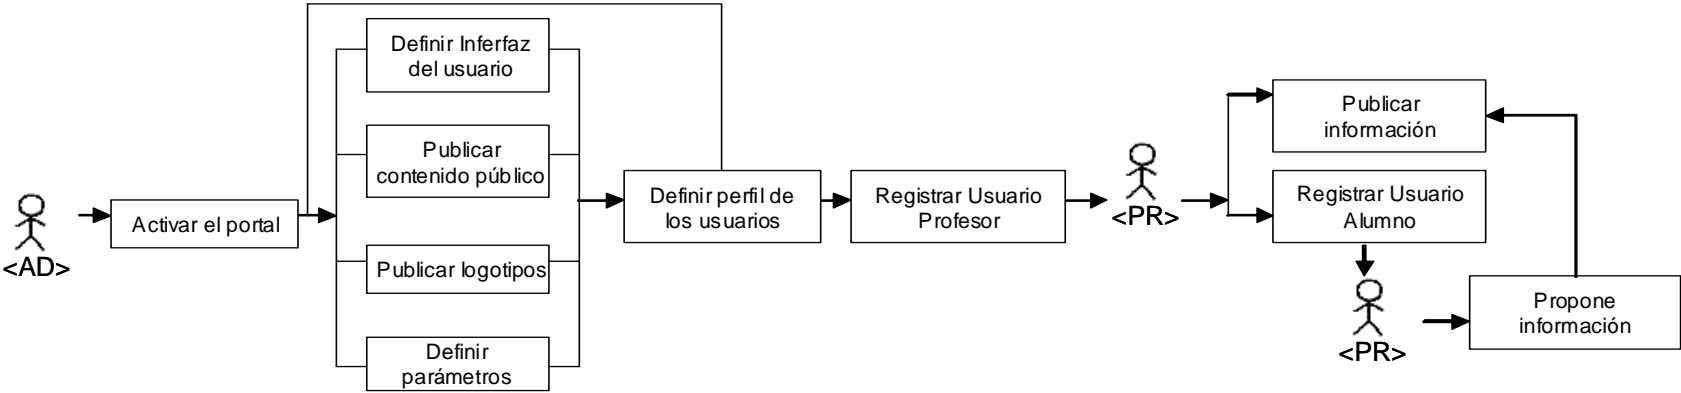 <AD>
Activar el portal
Definir Inferfaz
del usuario
Publicar
contenido público
Publicar logotipos
Definir
parámetros
Definir perfil de
los usuarios
Registrar Usuario
Profesor
<PR>
Publicar
información
Registrar Usuario
Alumno
<PR>
Propone
información